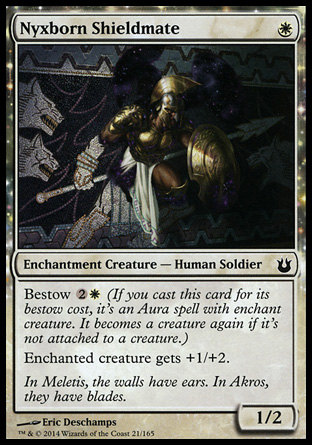 Nyxborn Shieldmate
Enchantment Creature — Human Soldier
Bestow 2 (If you cast this card for its
bestow cost, it's an Aura spell with enchant
creature. It becomes a creature again if it's
not attached to a creature.)
Enchanted creature gets +1/+2.
In Meletis, the walls have ears. In Akros,
they have blades.
Eric Deschamps
™ & © 2014 Wizards of the Coast 21/165
1/2